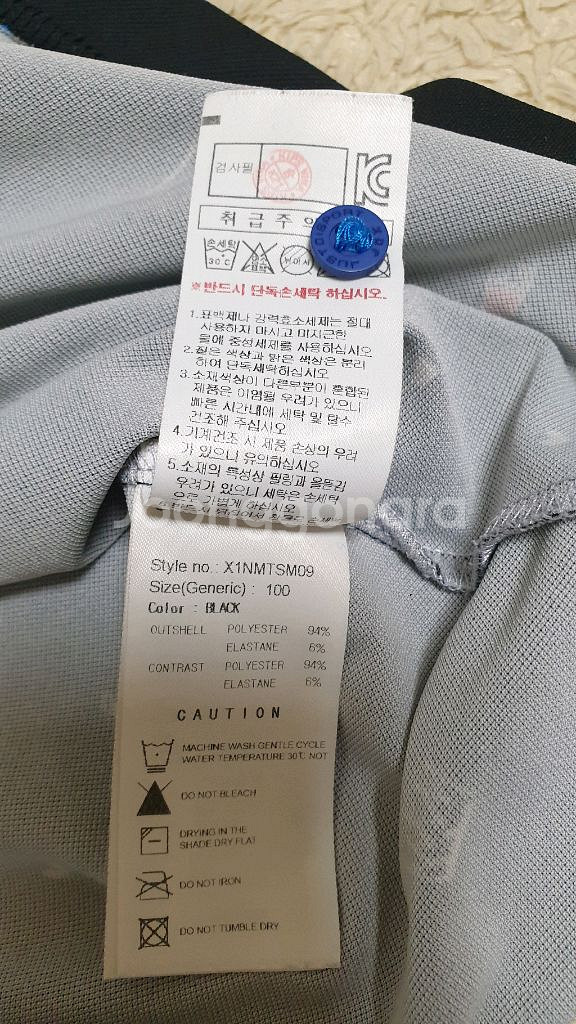 검사필
취급주의
손세탁
30℃
※반드시 단독손세탁 하십시오.
1.표백제나 강력효소세제는 절대
사용하지 마시고 미지근한
물에 중성세제를 사용하십시오
2.짙은 색상과 밝은 색상은 분리
하여 단독세탁하십시오
3.소재색상이 다른부분이 혼합된
제품은 이염될 우려가 있으니
빠른 시간내에 세탁 및 탈수
건조해 주십시오
4.기계건조 시 제품 손상의 우려
가 있으니 유의하십시오
5.소재의 특성상 필링과 올뜯김
우려가 있으니 세탁은 손세탁
으로 가볍게 하십시오
Style no.: X1NMTSM09
Size(Generic) : 100
Color : BLACK
OUTSHELL POLYESTER 94%
ELASTANE 6%
CONTRAST POLYESTER 94%
ELASTANE 6%
CAUTION
MACHINE WASH GENTLE CYCLE
WATER TEMPERATURE 30℃ NOT
DO NOT BLEACH
DRYING IN THE
SHADE DRY FLAT
DO NOT IRON
DO NOT TUMBLE DRY